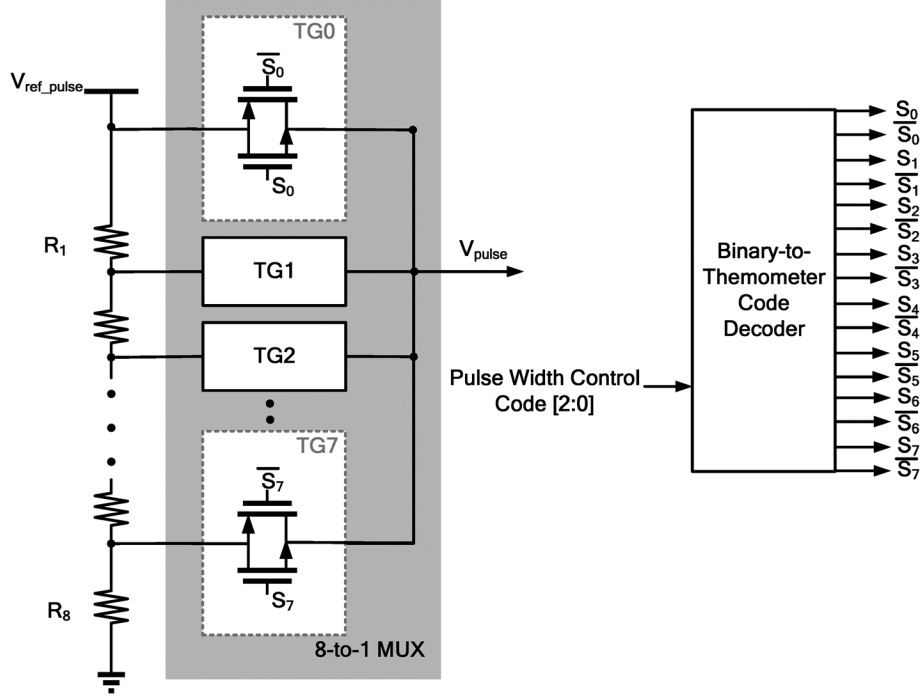 TG0
S̅₀
V_ref_pulse
S₀
R₁
TG1
V_pulse
TG2
TG7
S̅₇
S₇
R₈
8-to-1 MUX
Pulse Width Control
Code [2:0]
Binary-to-
Themometer
Code
Decoder
S₀
S̅₀
S₁
S̅₁
S₂
S̅₂
S₃
S̅₃
S₄
S̅₄
S₅
S̅₅
S₆
S̅₆
S₇
S̅₇